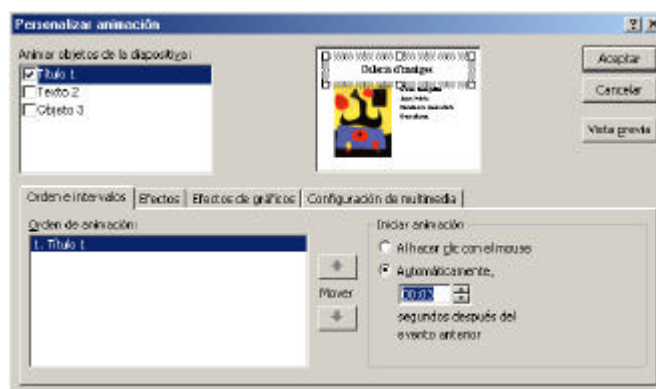 Personalizar animación
Animar objetos de la diapositiva:
Título 1
Texto 2
Objeto 3
Galeria d'imatges
Aceptar
Cancelar
Vista previa
Orden e intervalos
Efectos
Efectos de gráficos
Configuración de multimedia
Orden de animación:
1. Título 1
Mover
Iniciar animación
Al hacer clic con el mouse
Automáticamente,
segundos después del
evento anterior